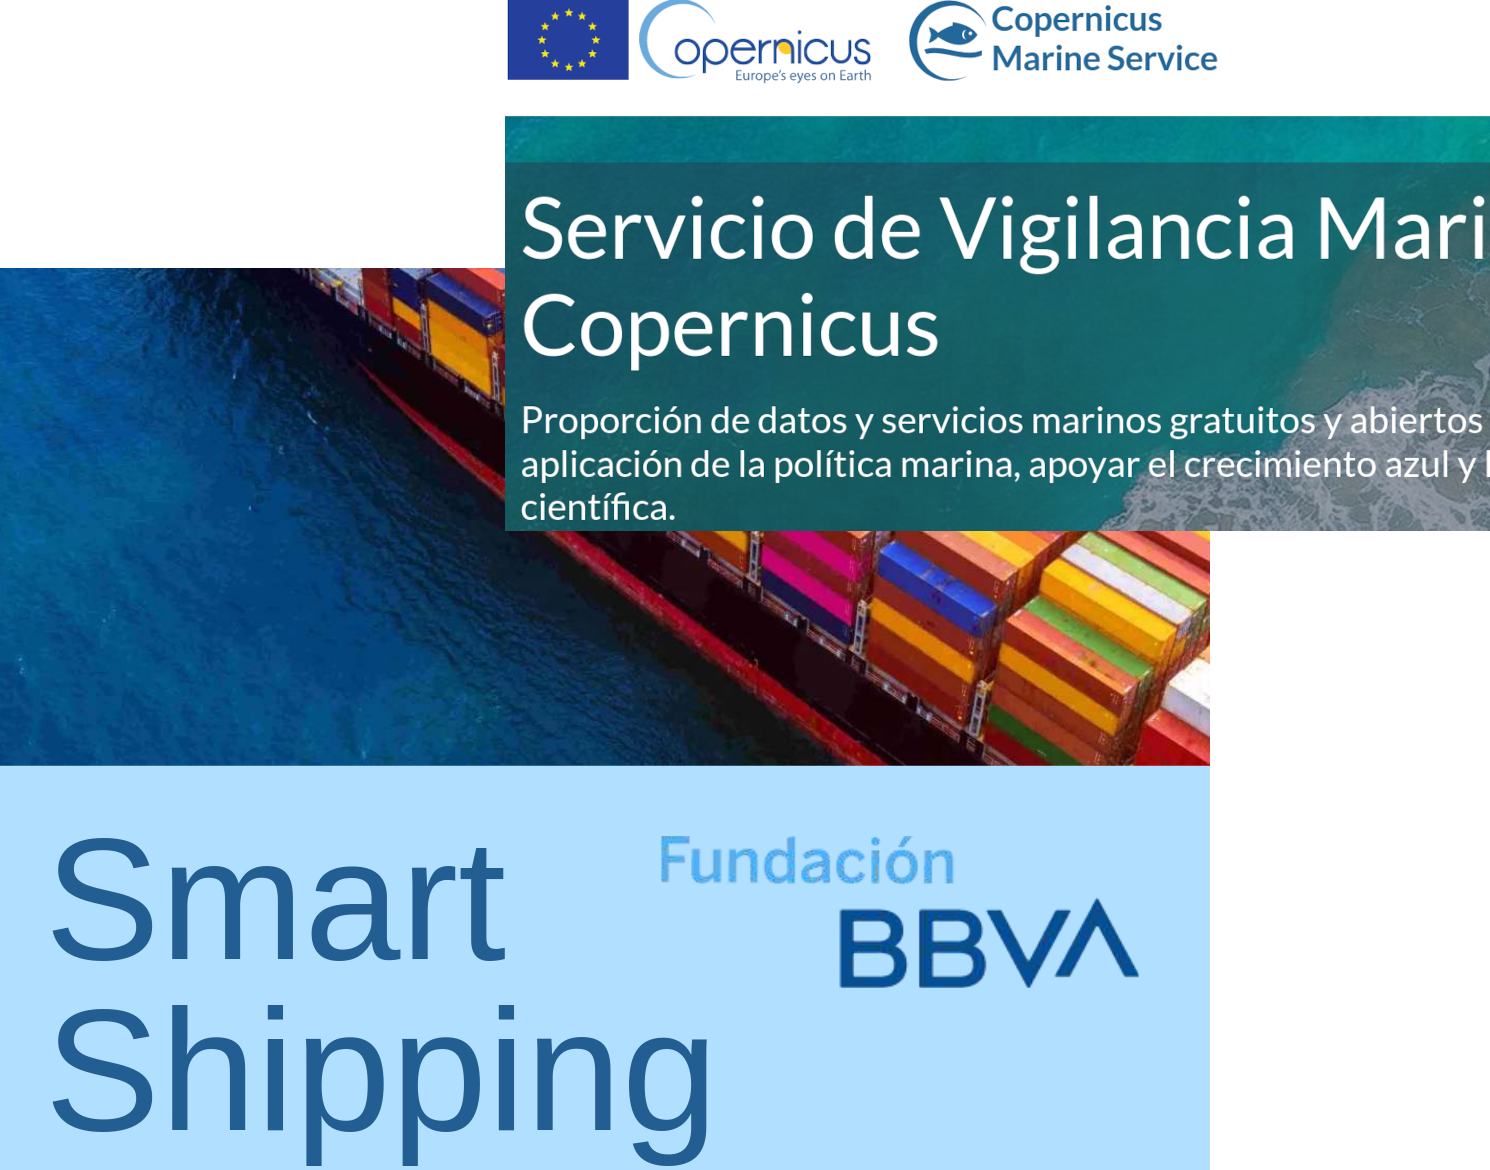 Copernicus
Europe's eyes on Earth
Copernicus
Marine Service
Servicio de Vigilancia Mari
Copernicus
Proporción de datos y servicios marinos gratuitos y abiertos
aplicación de la política marina, apoyar el crecimiento azul y
científica.
Smart
Shipping
Fundación
BBVA